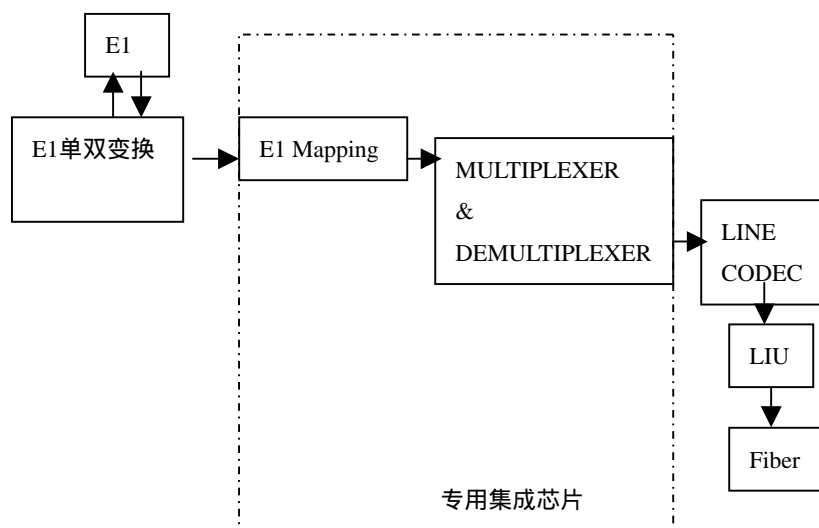 E1
E1单双变换
E1 Mapping
MULTIPLEXER
&
DEMULTIPLEXER
LINE
CODEC
LIU
Fiber
专用集成芯片